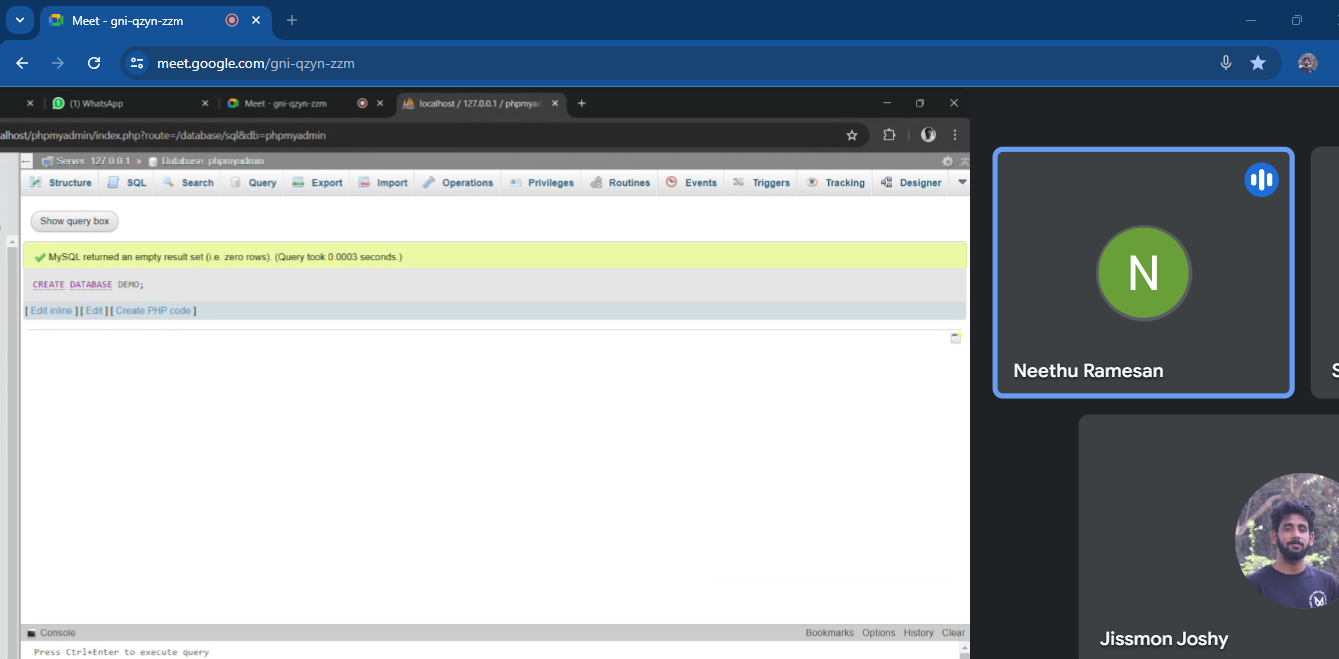 Meet - gni-qzyn-zzm
meet.google.com/gni-qzyn-zzm
(1) WhatsApp
Meet - gni-qzyn-zzm
localhost / 127.0.0.1 / phpmyad
alhost/phpmyadmin/index.php?route=/database/sql&db=phpmyadmin
Server: 127.0.0.1 » Database: phpmyadmin
Structure SQL Search Query Export Import Operations Privileges Routines Events Triggers Tracking Designer
Show query box
MySQL returned an empty result set (i.e. zero rows). (Query took 0.0003 seconds.)
CREATE DATABASE DEMO;
[ Edit inline ] [ Edit ] [ Create PHP code ]
Console
Bookmarks Options History Clear
Press Ctrl+Enter to execute query
N
Neethu Ramesan
S
Jissmon Joshy